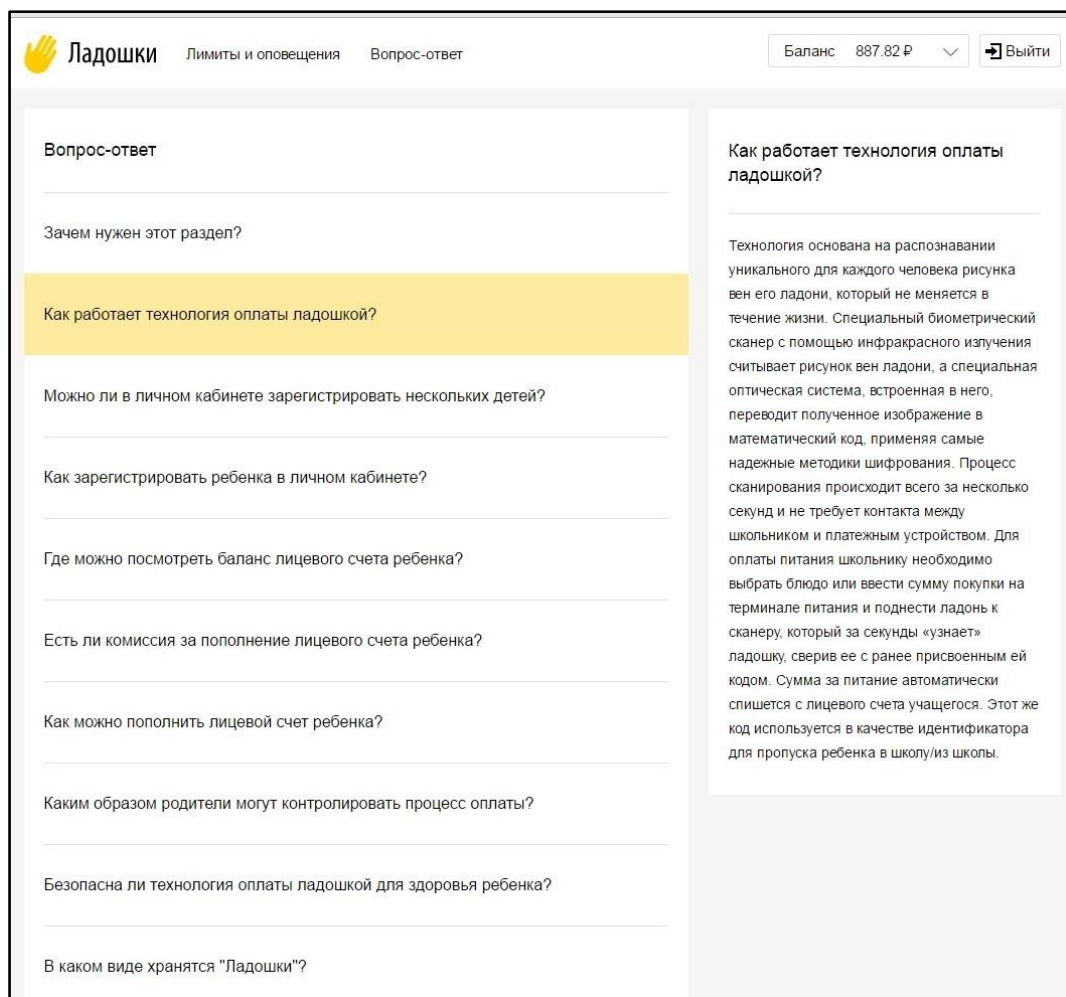 Ладошки Лимиты и оповещения Вопрос-ответ Баланс 887.82 ₽ Выйти
Вопрос-ответ
Зачем нужен этот раздел?
Как работает технология оплаты ладошкой?
Можно ли в личном кабинете зарегистрировать нескольких детей?
Как зарегистрировать ребенка в личном кабинете?
Где можно посмотреть баланс лицевого счета ребенка?
Есть ли комиссия за пополнение лицевого счета ребенка?
Как можно пополнить лицевой счет ребенка?
Каким образом родители могут контролировать процесс оплаты?
Безопасна ли технология оплаты ладошкой для здоровья ребенка?
В каком виде хранятся "Ладошки"?
Как работает технология оплаты
ладошкой?
Технология основана на распознавании
уникального для каждого человека рисунка
вен его ладони, который не меняется в
течение жизни. Специальный биометрический
сканер с помощью инфракрасного излучения
считывает рисунок вен ладони, а специальная
оптическая система, встроенная в него,
переводит полученное изображение в
математический код, применяя самые
надежные методики шифрования. Процесс
сканирования происходит всего за несколько
секунд и не требует контакта между
школьником и платежным устройством. Для
оплаты питания школьнику необходимо
выбрать блюдо или ввести сумму покупки на
терминале питания и поднести ладонь к
сканеру, который за секунды «узнает»
ладошку, сверив ее с ранее присвоенным ей
кодом. Сумма за питание автоматически
спишется с лицевого счета учащегося. Этот же
код используется в качестве идентификатора
для пропуска ребенка в школу/из школы.